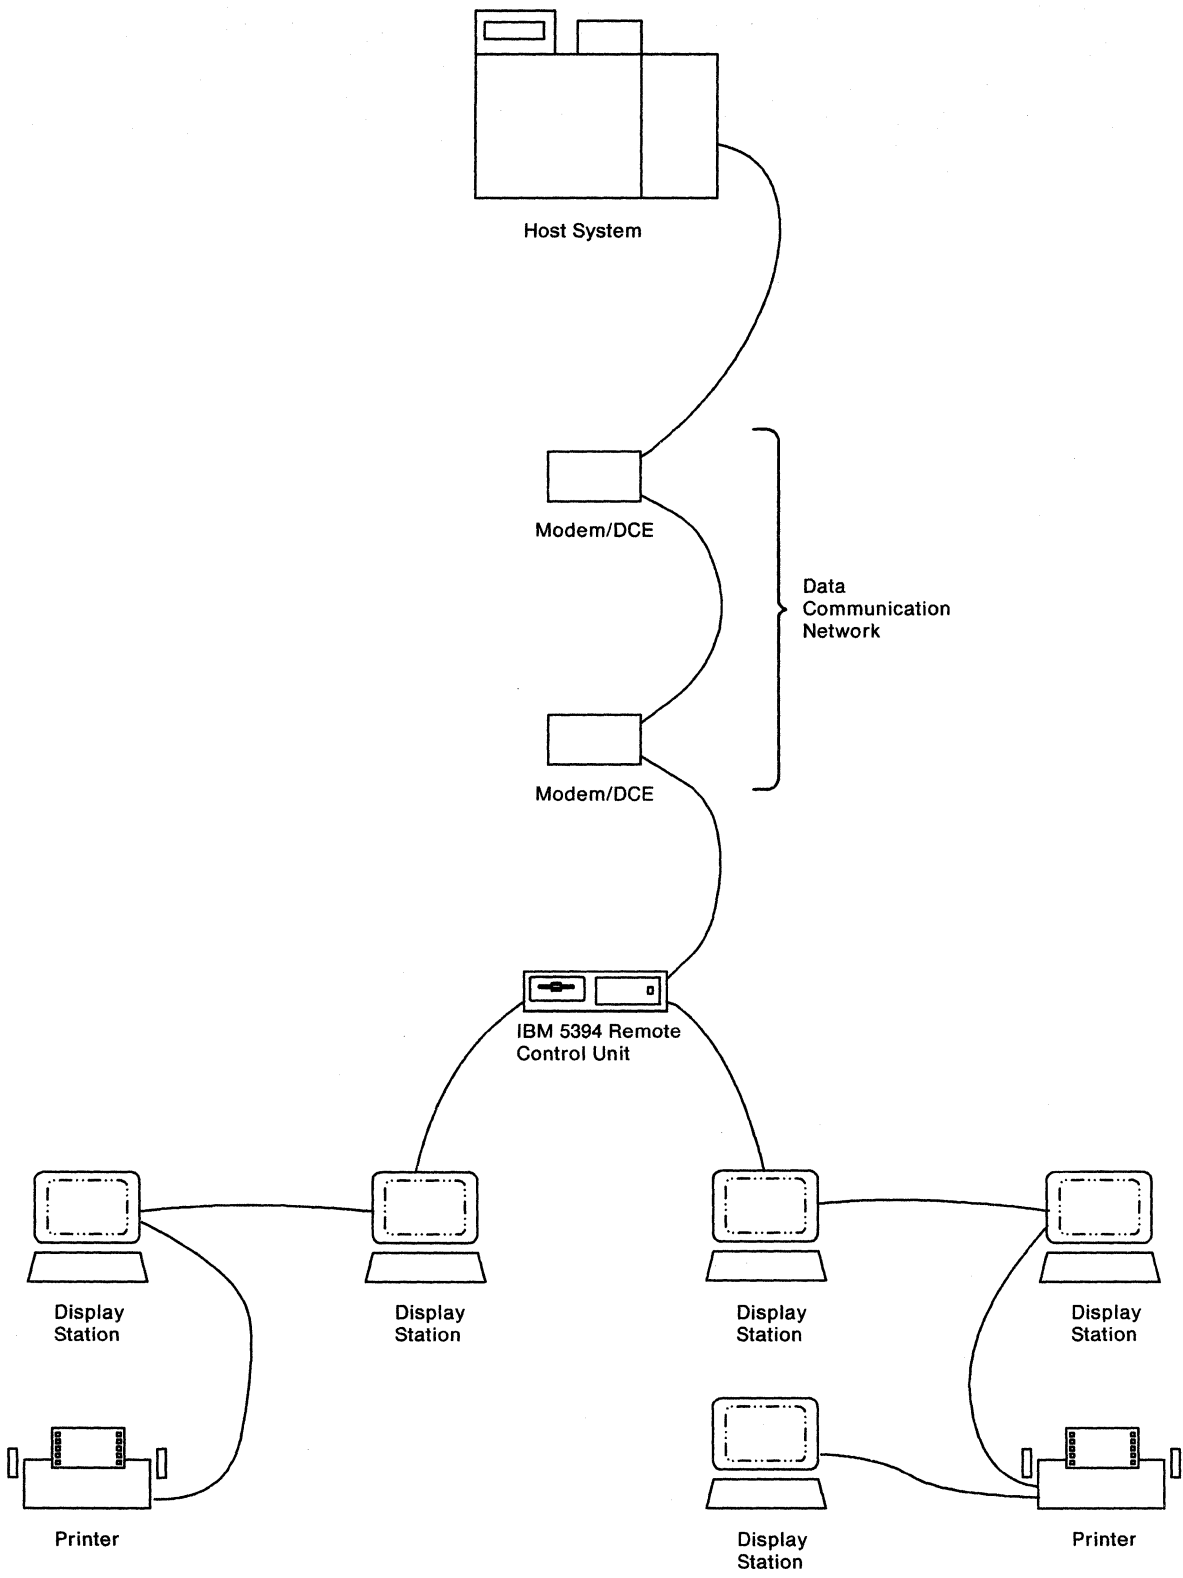 Host System
Modem/DCE
Data
Communication
Network
Modem/DCE
IBM 5394 Remote
Control Unit
Display
Station
Display
Station
Display
Station
Display
Station
Printer
Display
Station
Printer